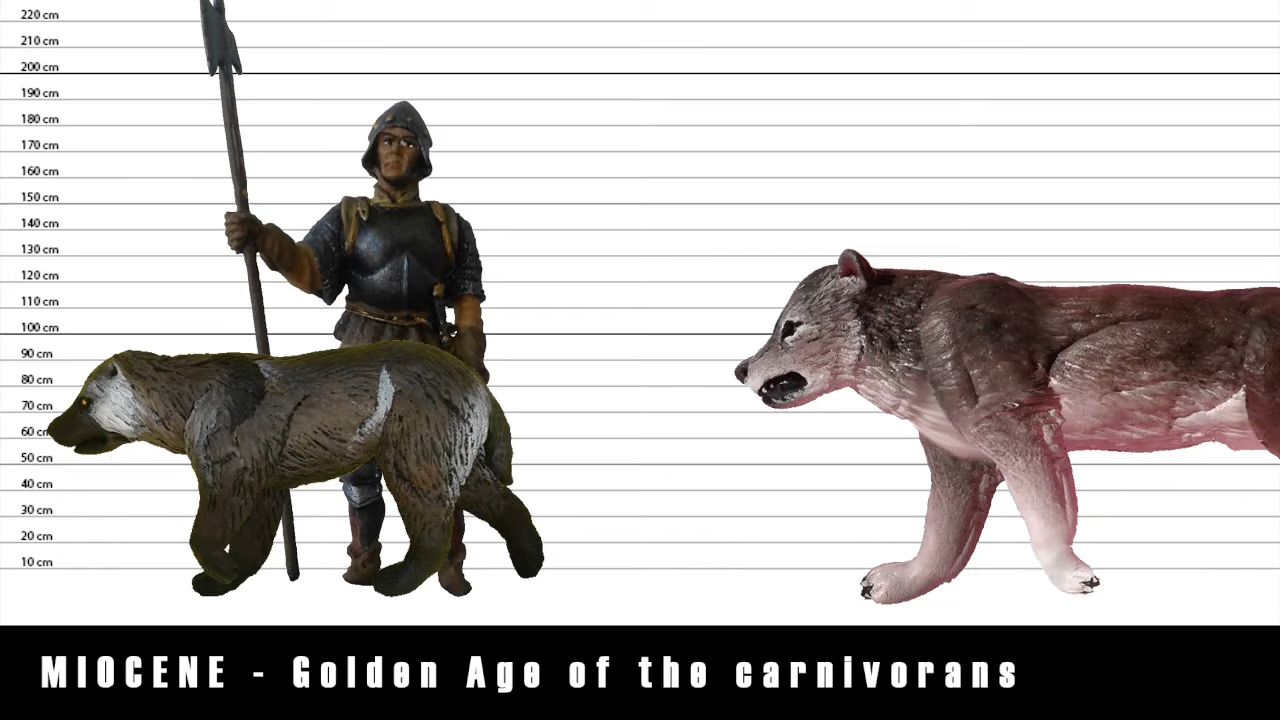 220 cm
210 cm
200 cm
190 cm
180 cm
170 cm
160 cm
150 cm
140 cm
130 cm
120 cm
110 cm
100 cm
90 cm
80 cm
70 cm
60 cm
50 cm
40 cm
30 cm
20 cm
10 cm
MIOCENE - Golden Age of the carnivorans